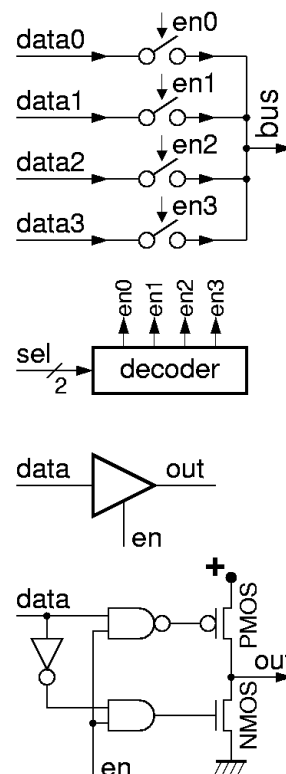 en0
data0
en1
data1
bus
en2
data2
en3
data3
en0 en1 en2 en3
sel
decoder
2
data out
en
+
data
PMOS
out
NMOS
en